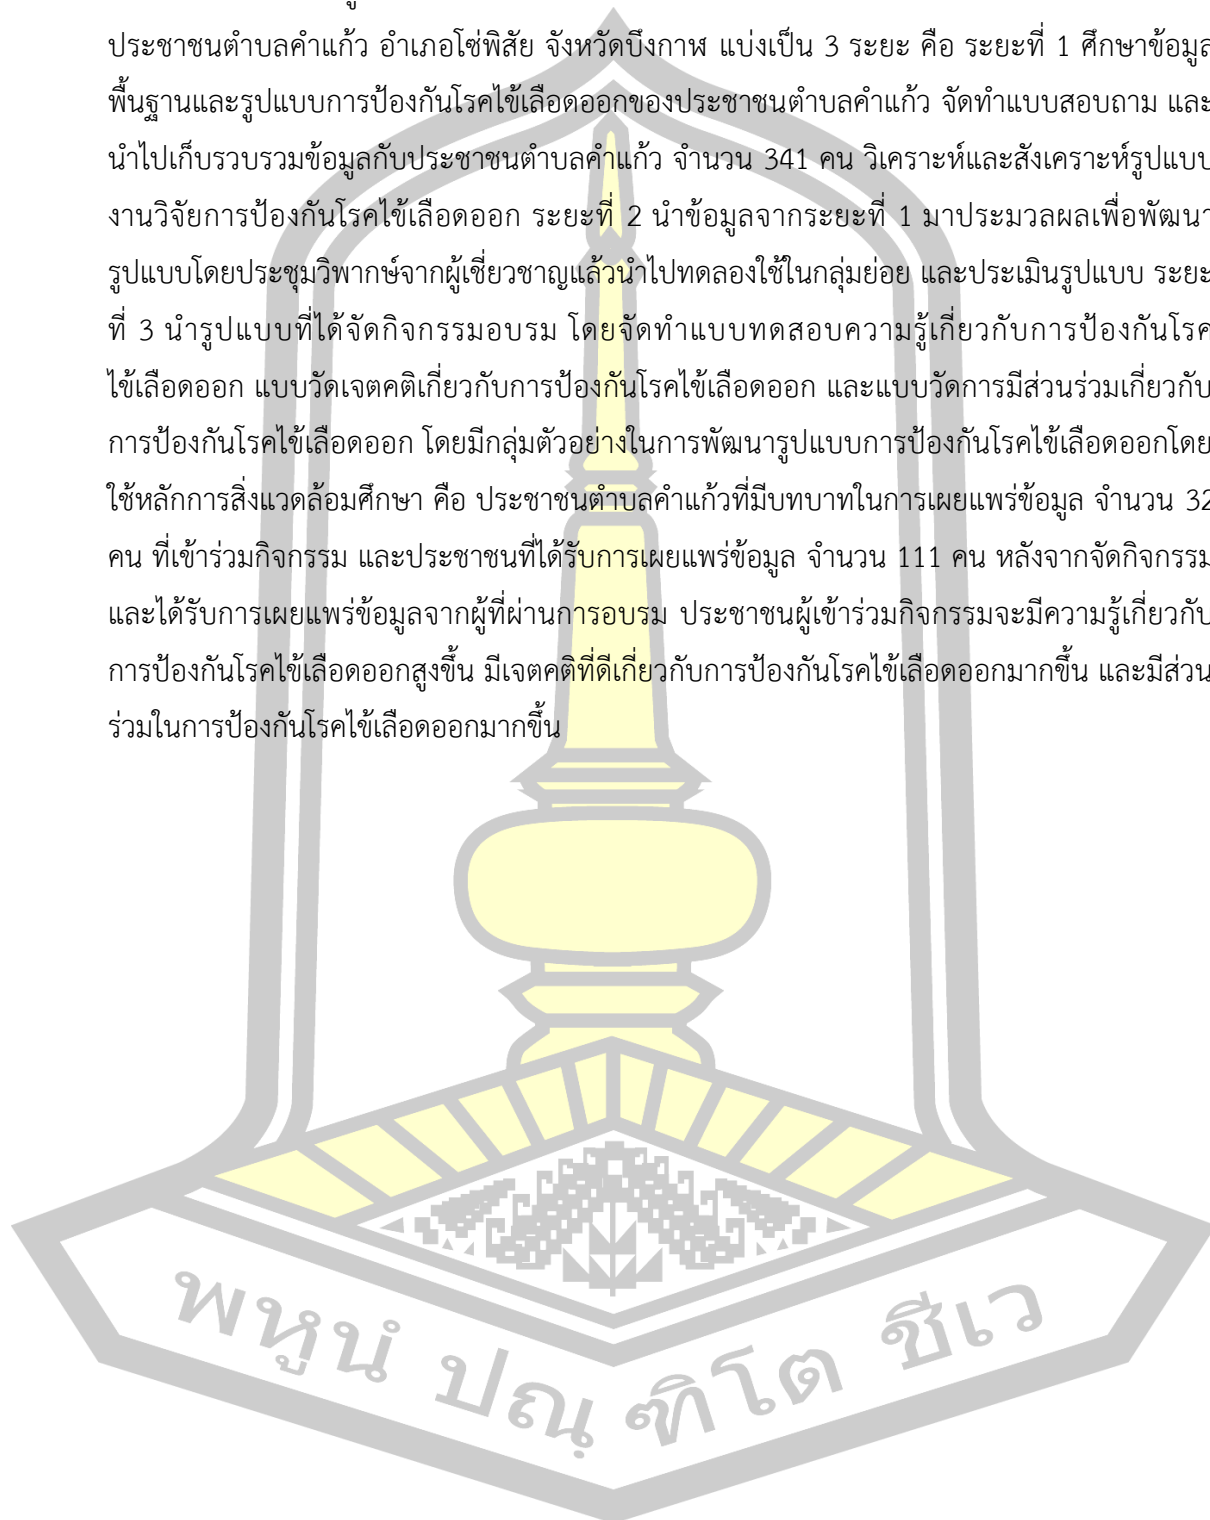 ประชาชนตำบลคำแก้ว อำเภอโซ่พิสัย จังหวัดบึงกาฬ แบ่งเป็น 3 ระยะ คือ ระยะที่ 1 ศึกษาข้อมูล
พื้นฐานและรูปแบบการป้องกันโรคไข้เลือดออกของประชาชนตำบลคำแก้ว จัดทำแบบสอบถาม และ
นำไปเก็บรวบรวมข้อมูลกับประชาชนตำบลคำแก้ว จำนวน 341 คน วิเคราะห์และสังเคราะห์รูปแบบ
งานวิจัยการป้องกันโรคไข้เลือดออก ระยะที่ 2 นำข้อมูลจากระยะที่ 1 มาประมวลผลเพื่อพัฒนา
รูปแบบโดยประชุมวิพากษ์จากผู้เชี่ยวชาญแล้วนำไปทดลองใช้ในกลุ่มย่อย และประเมินรูปแบบ ระยะ
ที่ 3 นำรูปแบบที่ได้จัดกิจกรรมอบรม โดยจัดทำแบบทดสอบความรู้เกี่ยวกับการป้องกันโรค
ไข้เลือดออก แบบวัดเจตคติเกี่ยวกับการป้องกันโรคไข้เลือดออก และแบบวัดการมีส่วนร่วมเกี่ยวกับ
การป้องกันโรคไข้เลือดออก โดยมีกลุ่มตัวอย่างในการพัฒนารูปแบบการป้องกันโรคไข้เลือดออกโดย
ใช้หลักการสิ่งแวดล้อมศึกษา คือ ประชาชนตำบลคำแก้วที่มีบทบาทในการเผยแพร่ข้อมูล จำนวน 32
คน ที่เข้าร่วมกิจกรรม และประชาชนที่ได้รับการเผยแพร่ข้อมูล จำนวน 111 คน หลังจากจัดกิจกรรม
และได้รับการเผยแพร่ข้อมูลจากผู้ที่ผ่านการอบรม ประชาชนผู้เข้าร่วมกิจกรรมจะมีความรู้เกี่ยวกับ
การป้องกันโรคไข้เลือดออกสูงขึ้น มีเจตคติที่ดีเกี่ยวกับการป้องกันโรคไข้เลือดออกมากขึ้น และมีส่วน
ร่วมในการป้องกันโรคไข้เลือดออกมากขึ้น
พหูนํ ปณฺฑิโต ชีเว